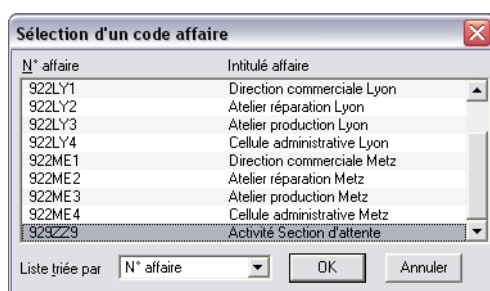 Sélection d'un code affaire
N° affaire Intitulé affaire
922LY1 Direction commerciale Lyon
922LY2 Atelier réparation Lyon
922LY3 Atelier production Lyon
922LY4 Cellule administrative Lyon
922ME1 Direction commerciale Metz
922ME2 Atelier réparation Metz
922ME3 Atelier production Metz
922ME4 Cellule administrative Metz
929ZZ9 Activité Section d'attente
Liste triée par N° affaire OK Annuler